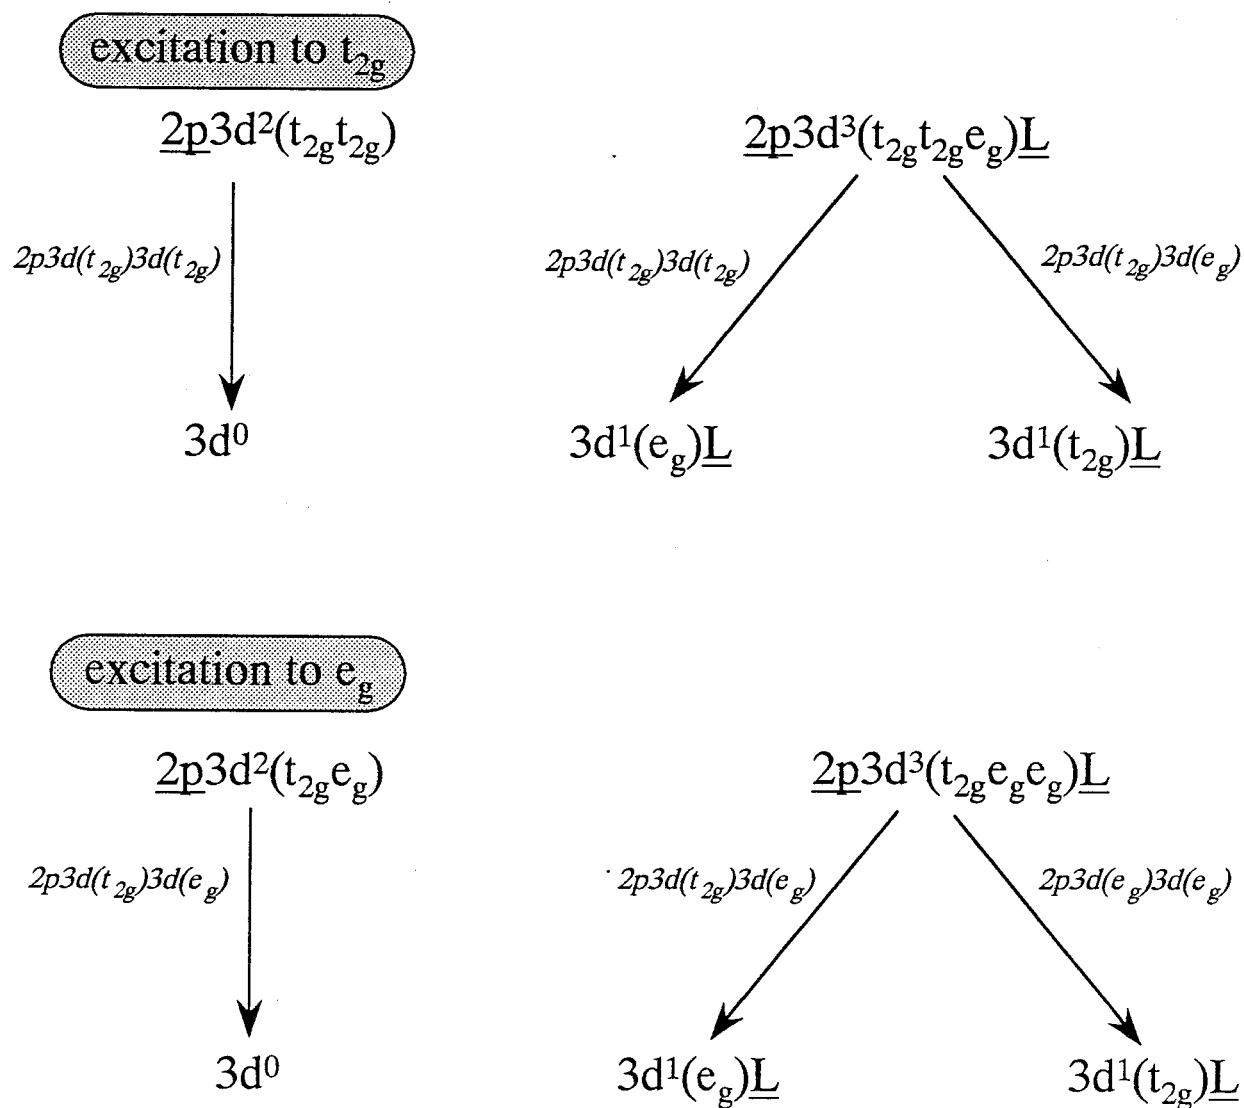 excitation to t₂g
2p3d²(t₂gt₂g) 2p3d³(t₂gt₂geg)L
2p3d(t₂g)3d(t₂g) 2p3d(t₂g)3d(t₂g) 2p3d(t₂g)3d(eg)
3d⁰ 3d¹(eg)L 3d¹(t₂g)L
excitation to eg
2p3d²(t₂geg) 2p3d³(t₂gegeg)L
2p3d(t₂g)3d(eg) 2p3d(t₂g)3d(eg) 2p3d(eg)3d(eg)
3d⁰ 3d¹(eg)L 3d¹(t₂g)L